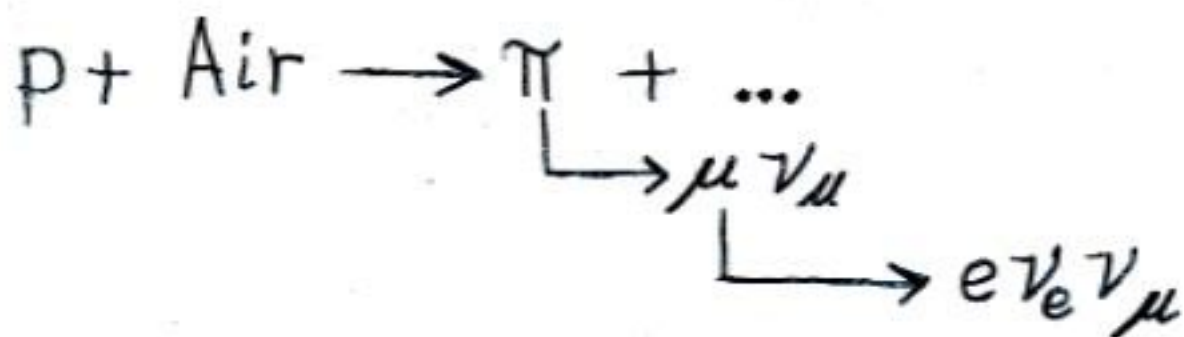 p + Air → π + ...
→ μ ν_μ
→ e ν_e ν_μ